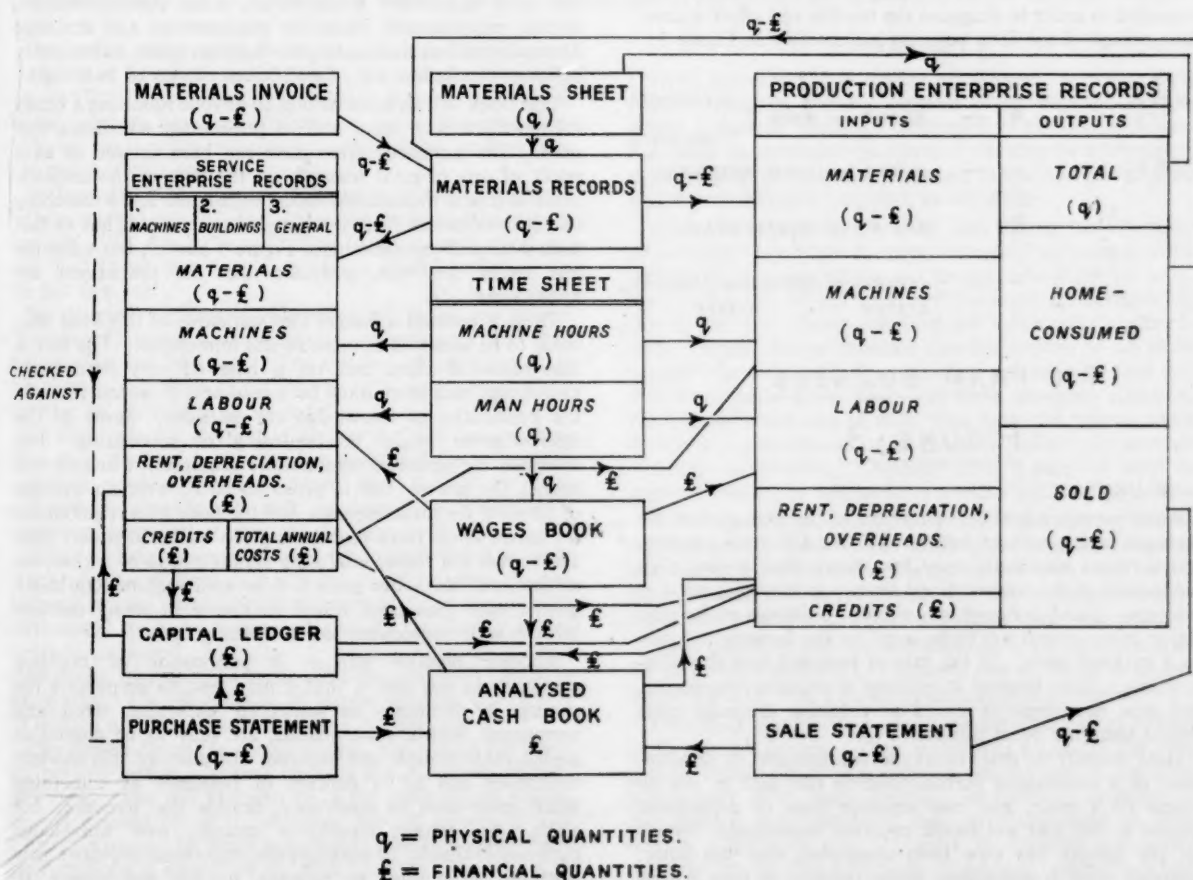 q-£
q
MATERIALS INVOICE
(q-£)
MATERIALS SHEET
(q)
PRODUCTION ENTERPRISE RECORDS
INPUTS
OUTPUTS
q-£
q
SERVICE
ENTERPRISE RECORDS
1. MACHINES
2 BUILDINGS
3. GENERAL
q-£
MATERIALS RECORDS
(q-£)
q-£
MATERIALS
(q-£)
TOTAL
(q)
MATERIALS
(q-£)
TIME SHEET
MACHINES
(q-£)
q
MACHINE HOURS
(q)
q
MACHINES
(q-£)
HOME-
CONSUMED
(q-£)
CHECKED
AGAINST
LABOUR
(q-£)
q
MAN HOURS
(q)
q
LABOUR
(q-£)
RENT, DEPRECIATION,
OVERHEADS.
(£)
q
£
£
WAGES BOOK
(q-£)
RENT, DEPRECIATION,
OVERHEADS.
(£)
SOLD
(q-£)
CREDITS
(£)
TOTAL ANNUAL
COSTS (£)
£
£
£
£
£
CREDITS (£)
CAPITAL LEDGER
(£)
£
£
£
£
ANALYSED
CASH BOOK
£
£
PURCHASE STATEMENT
(q-£)
£
£
SALE STATEMENT
(q-£)
q-£
q = PHYSICAL QUANTITIES.
£ = FINANCIAL QUANTITIES.